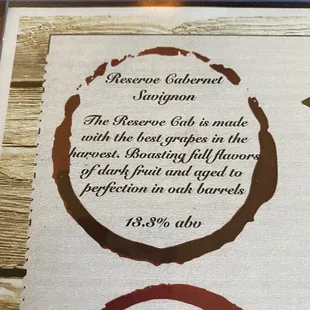 Reserve Cabernet
Savignon
The Reserve Cab is made
with the best grapes in the
harvest. Boasting full flavors
of dark fruit and aged to
perfection in oak barrels
13.3% abv